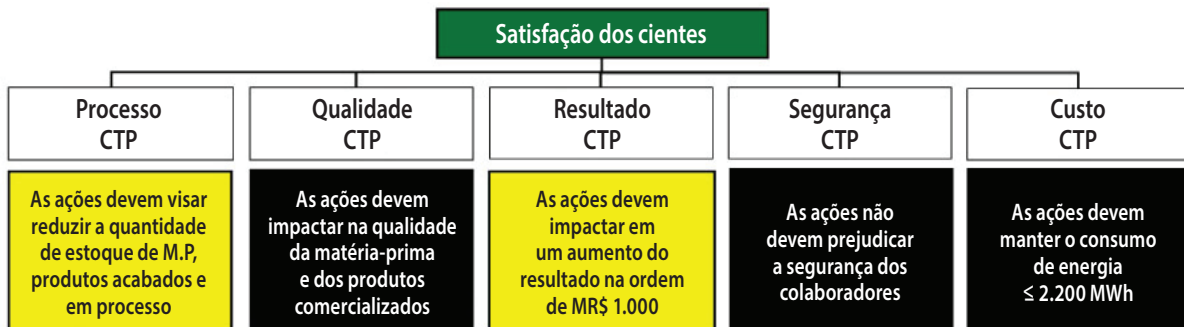 Satisfação dos cientes
Processo
CTP
As ações devem visar
reduzir a quantidade
de estoque de M.P,
produtos acabados e
em processo
Qualidade
CTP
As ações devem
impactar na qualidade
da matéria-prima
e dos produtos
comercializados
Resultado
CTP
As ações devem
impactar em
um aumento do
resultado na ordem
de MR$ 1.000
Segurança
CTP
As ações não
devem prejudicar
a segurança dos
colaboradores
Custo
CTP
As ações devem
manter o consumo
de energia
≤ 2.200 MWh